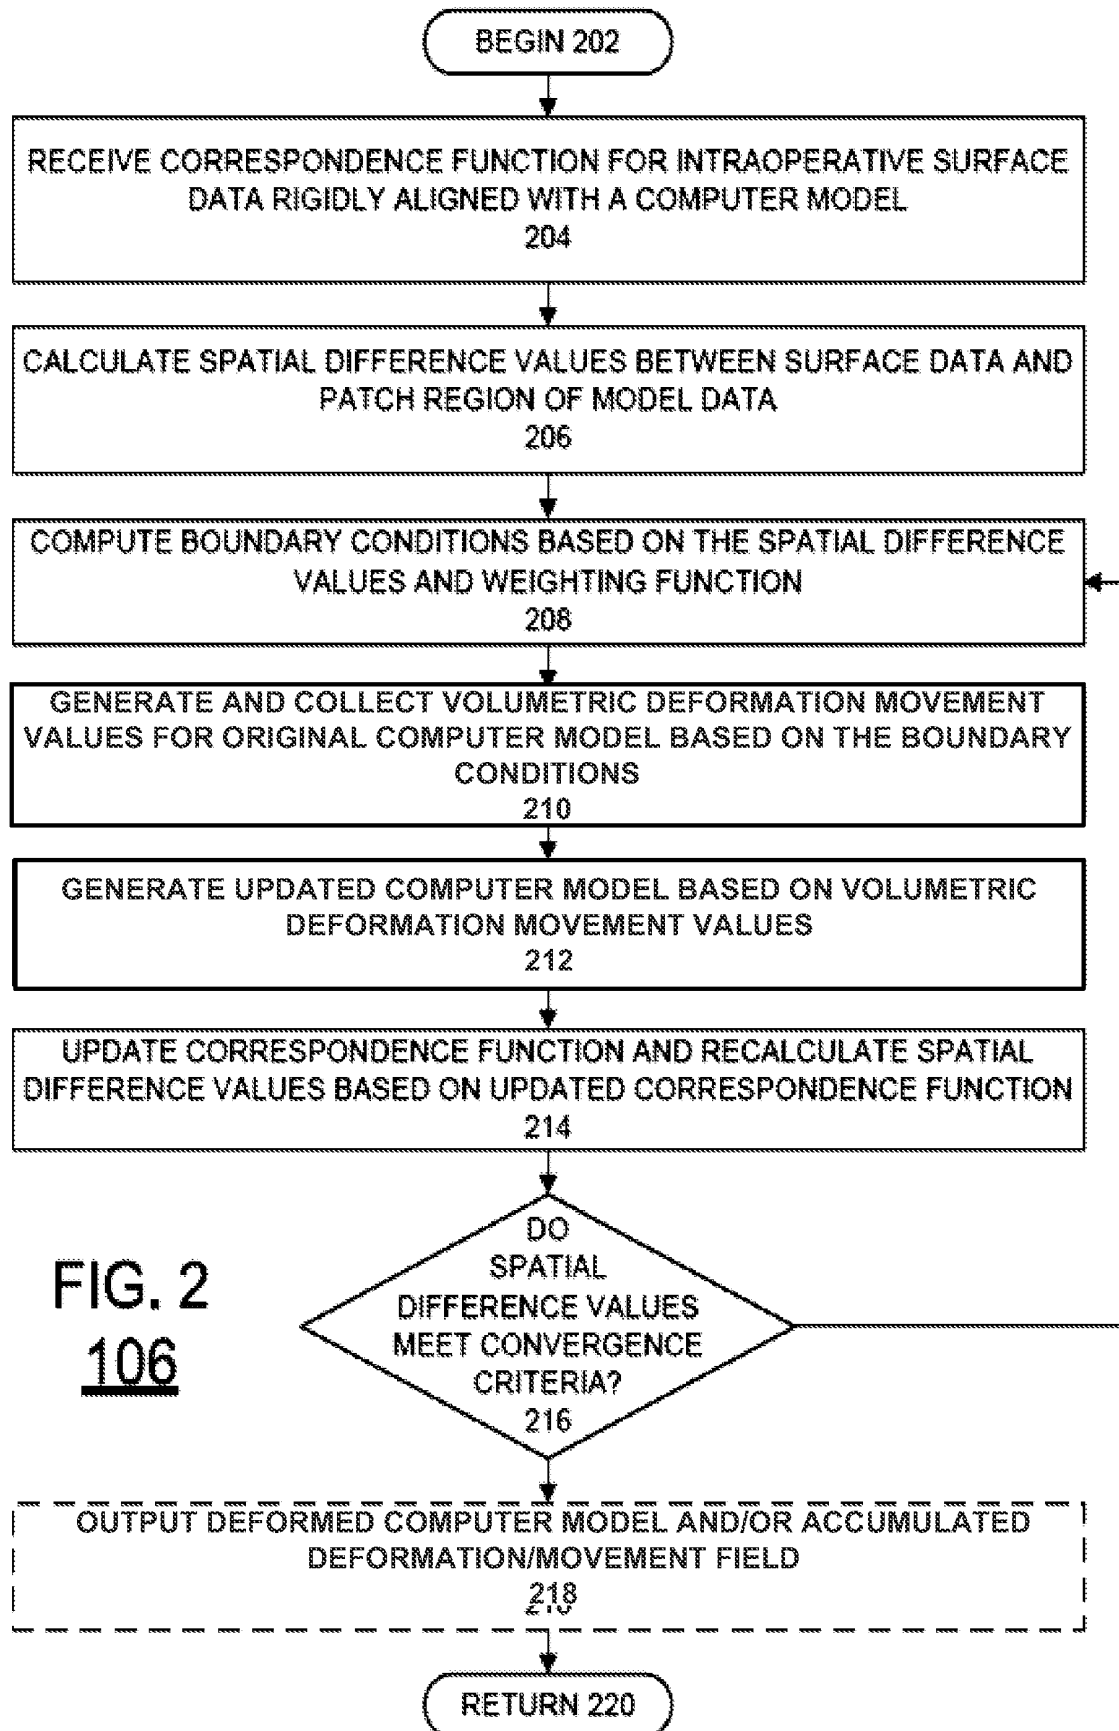 BEGIN 202
RECEIVE CORRESPONDENCE FUNCTION FOR INTRAOPERATIVE SURFACE
DATA RIGIDLY ALIGNED WITH A COMPUTER MODEL
204
CALCULATE SPATIAL DIFFERENCE VALUES BETWEEN SURFACE DATA AND
PATCH REGION OF MODEL DATA
206
COMPUTE BOUNDARY CONDITIONS BASED ON THE SPATIAL DIFFERENCE
VALUES AND WEIGHTING FUNCTION
208
GENERATE AND COLLECT VOLUMETRIC DEFORMATION MOVEMENT
VALUES FOR ORIGINAL COMPUTER MODEL BASED ON THE BOUNDARY
CONDITIONS
210
GENERATE UPDATED COMPUTER MODEL BASED ON VOLUMETRIC
DEFORMATION MOVEMENT VALUES
212
UPDATE CORRESPONDENCE FUNCTION AND RECALCULATE SPATIAL
DIFFERENCE VALUES BASED ON UPDATED CORRESPONDENCE FUNCTION
214
DO
SPATIAL
DIFFERENCE VALUES
MEET CONVERGENCE
CRITERIA?
216
FIG. 2
106
OUTPUT DEFORMED COMPUTER MODEL AND/OR ACCUMULATED
DEFORMATION/MOVEMENT FIELD
218
RETURN 220